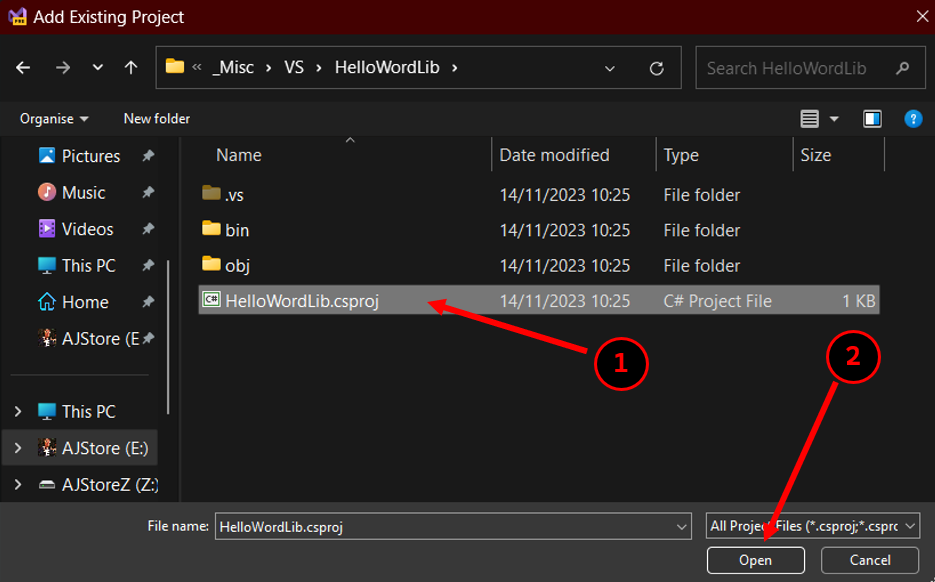 Add Existing Project
« _Misc > VS > HelloWordLib >
Search HelloWordLib
Organise New folder
Name Date modified Type Size
Pictures
Music
Videos
This PC
Home
AJStore (E
This PC
AJStore (E:)
AJStoreZ (Z:)
.vs 14/11/2023 10:25 File folder
bin 14/11/2023 10:25 File folder
obj 14/11/2023 10:25 File folder
C# HelloWordLib.csproj 14/11/2023 10:25 C# Project File 1 KB
1
2
File name: HelloWordLib.csproj
All Project Files (*.csproj;*.cspro
Open Cancel